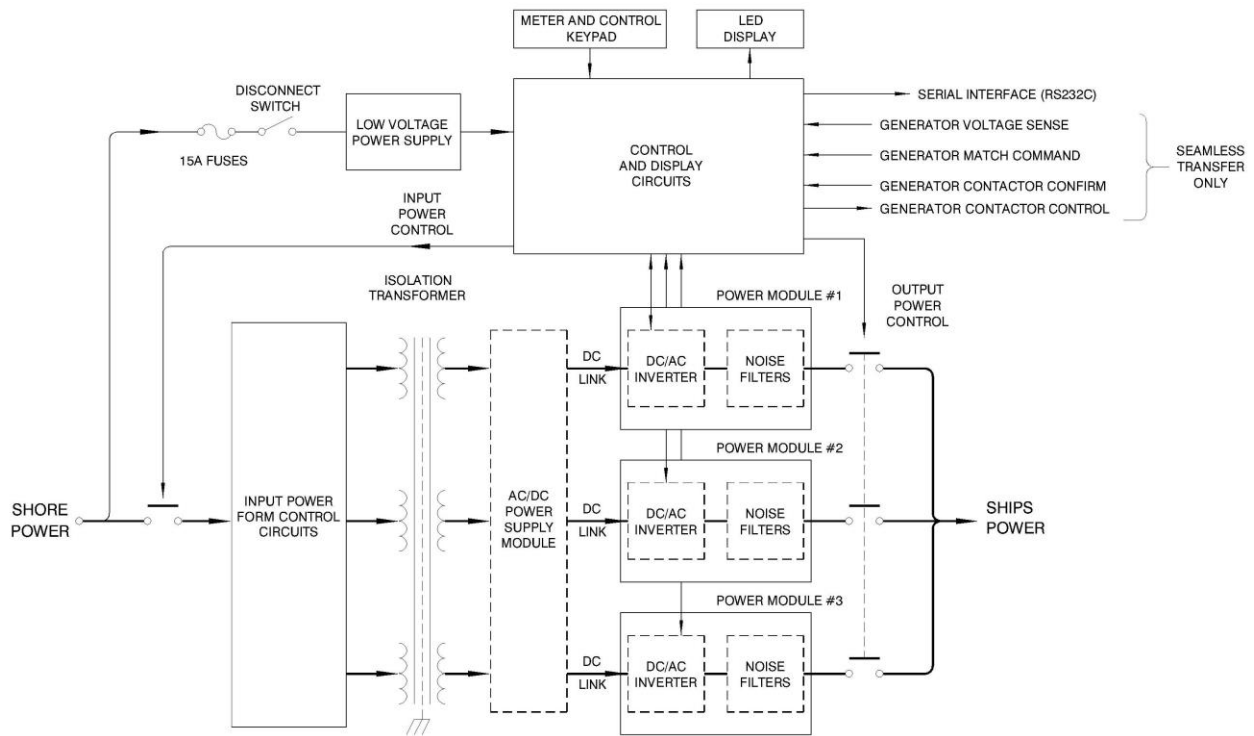 METER AND CONTROL
KEYPAD
LED
DISPLAY
DISCONNECT
SWITCH
15A FUSES
LOW VOLTAGE
POWER SUPPLY
CONTROL
AND DISPLAY
CIRCUITS
SERIAL INTERFACE (RS232C)
GENERATOR VOLTAGE SENSE
GENERATOR MATCH COMMAND
GENERATOR CONTACTOR CONFIRM
GENERATOR CONTACTOR CONTROL
SEAMLESS
TRANSFER
ONLY
INPUT
POWER
CONTROL
ISOLATION
TRANSFORMER
OUTPUT
POWER
CONTROL
SHORE
POWER
INPUT POWER
FORM CONTROL
CIRCUITS
AC/DC
POWER
SUPPLY
MODULE
POWER MODULE #1
DC
LINK
DC/AC
INVERTER
NOISE
FILTERS
POWER MODULE #2
DC
LINK
DC/AC
INVERTER
NOISE
FILTERS
POWER MODULE #3
DC
LINK
DC/AC
INVERTER
NOISE
FILTERS
SHIPS
POWER